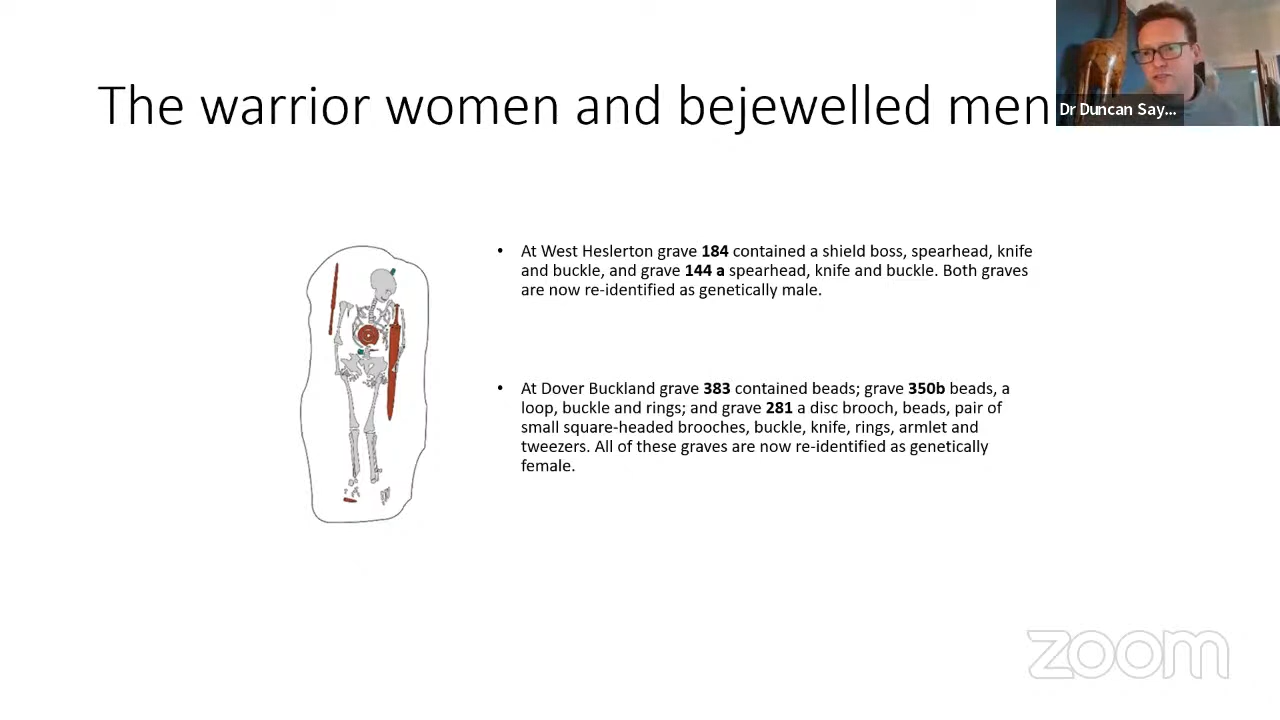 The warrior women and bejewelled men
Dr Duncan Say...
• At West Heslerton grave 184 contained a shield boss, spearhead, knife
and buckle, and grave 144 a spearhead, knife and buckle. Both graves
are now re-identified as genetically male.
• At Dover Buckland grave 383 contained beads; grave 350b beads, a
loop, buckle and rings; and grave 281 a disc brooch, beads, pair of
small square-headed brooches, buckle, knife, rings, armlet and
tweezers. All of these graves are now re-identified as genetically
female.
zoom